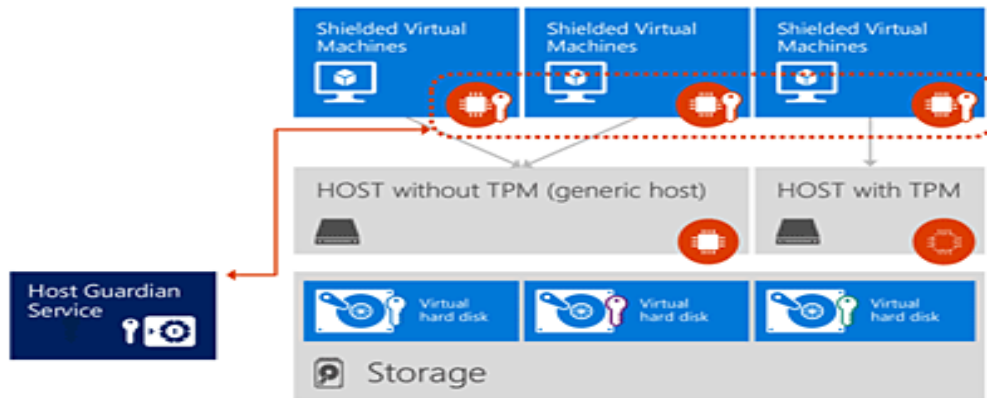 Shielded Virtual
Machines
Shielded Virtual
Machines
Shielded Virtual
Machines
HOST without TPM (generic host)
HOST with TPM
Host Guardian
Service
Virtual
hard disk
Virtual
hard disk
Virtual
hard disk
Storage